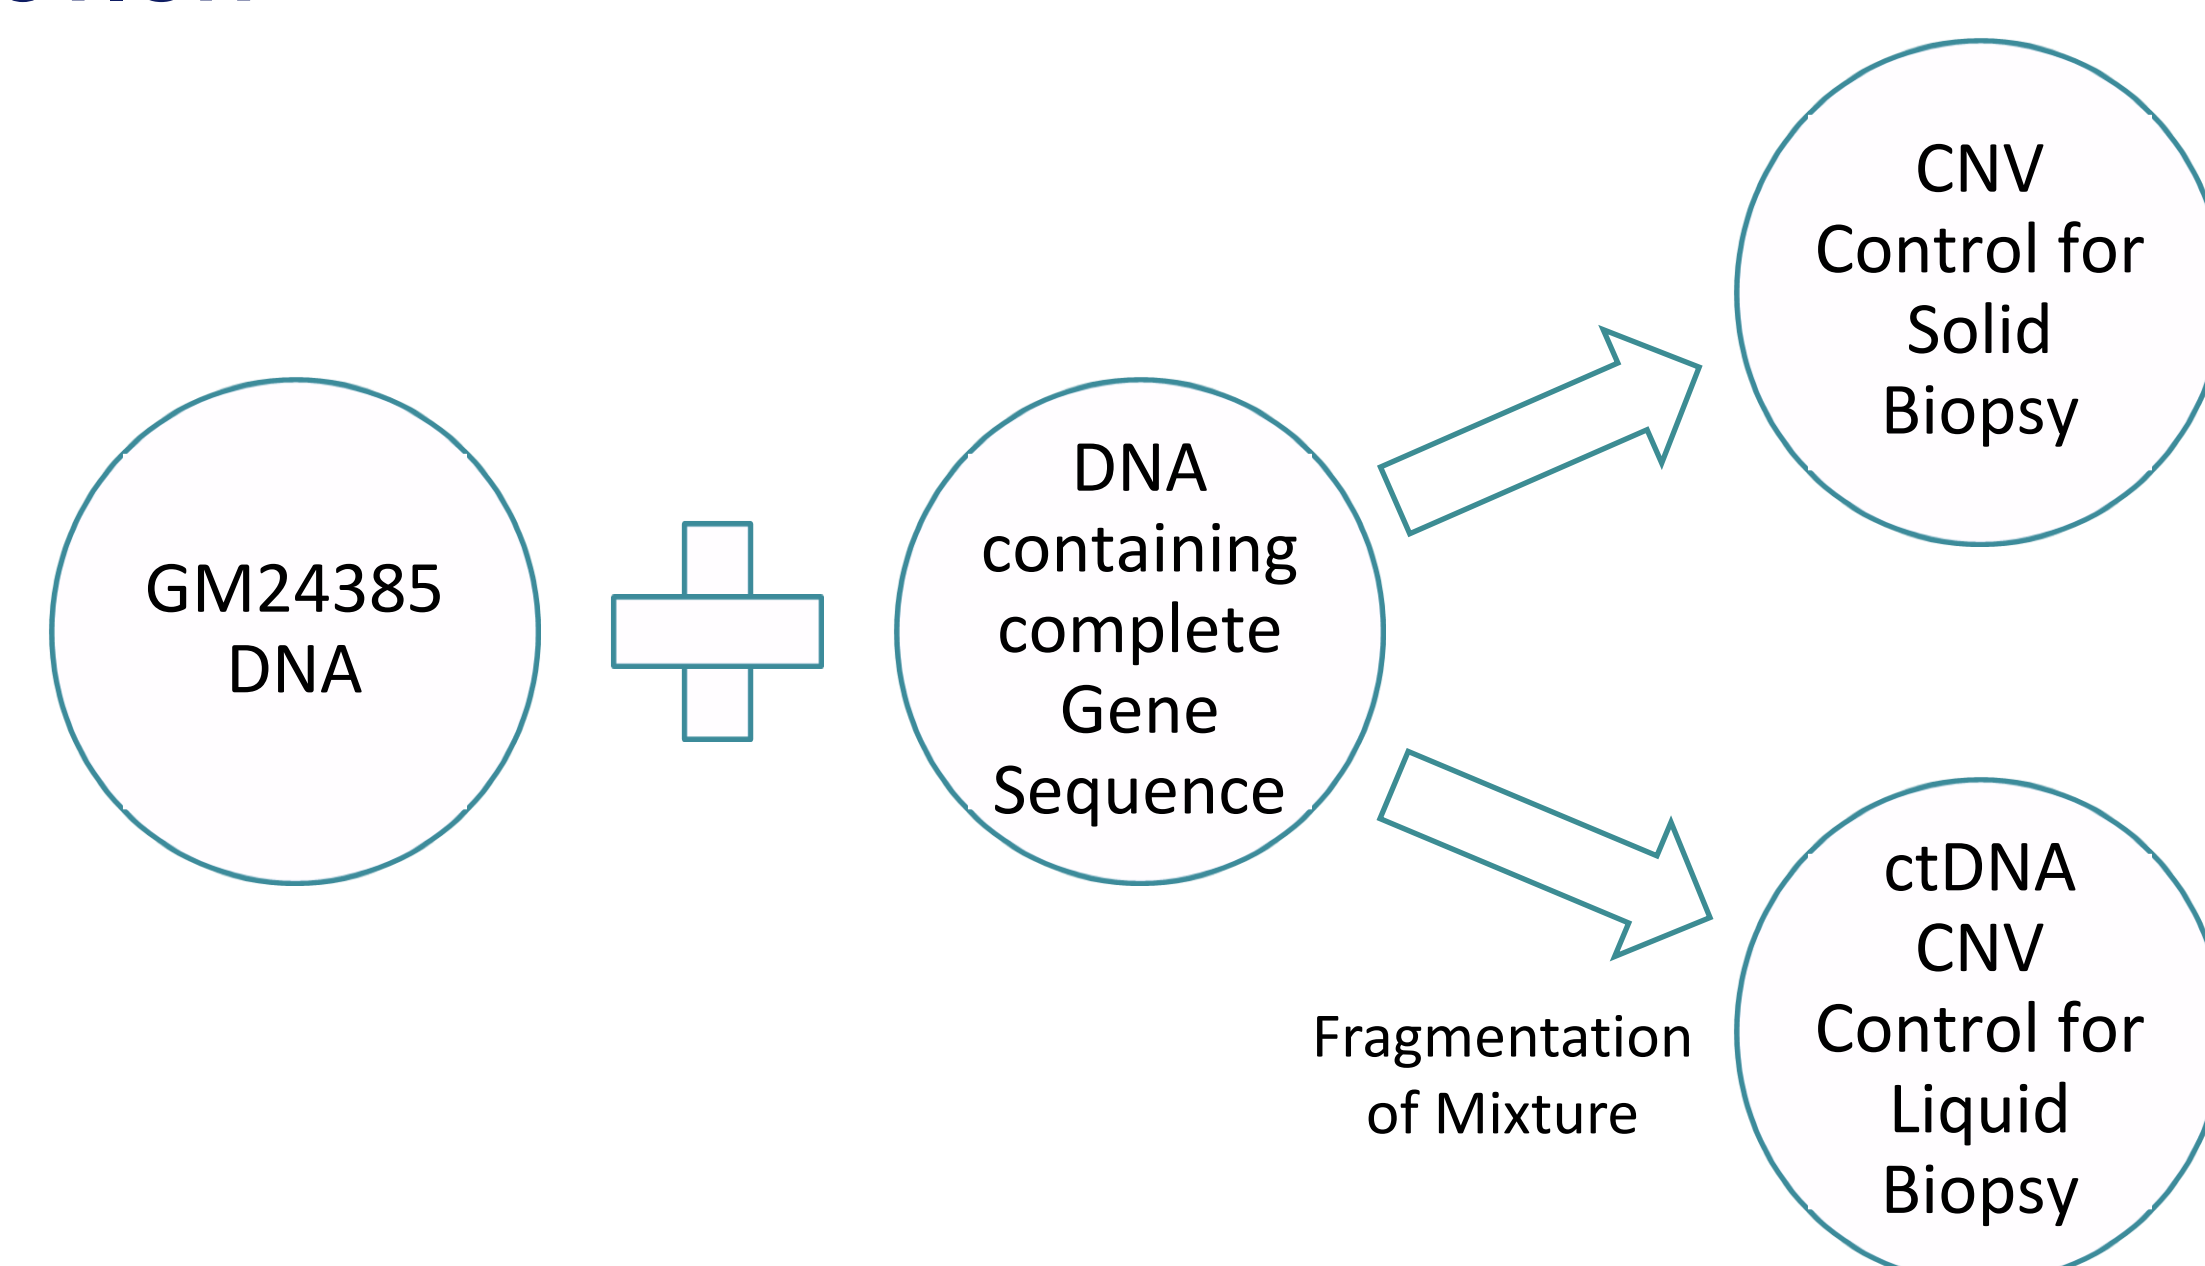 GM24385
DNA
DNA
containing
complete
Gene
Sequence
CNV
Control for
Solid
Biopsy
Fragmentation
of Mixture
ctDNA
CNV
Control for
Liquid
Biopsy